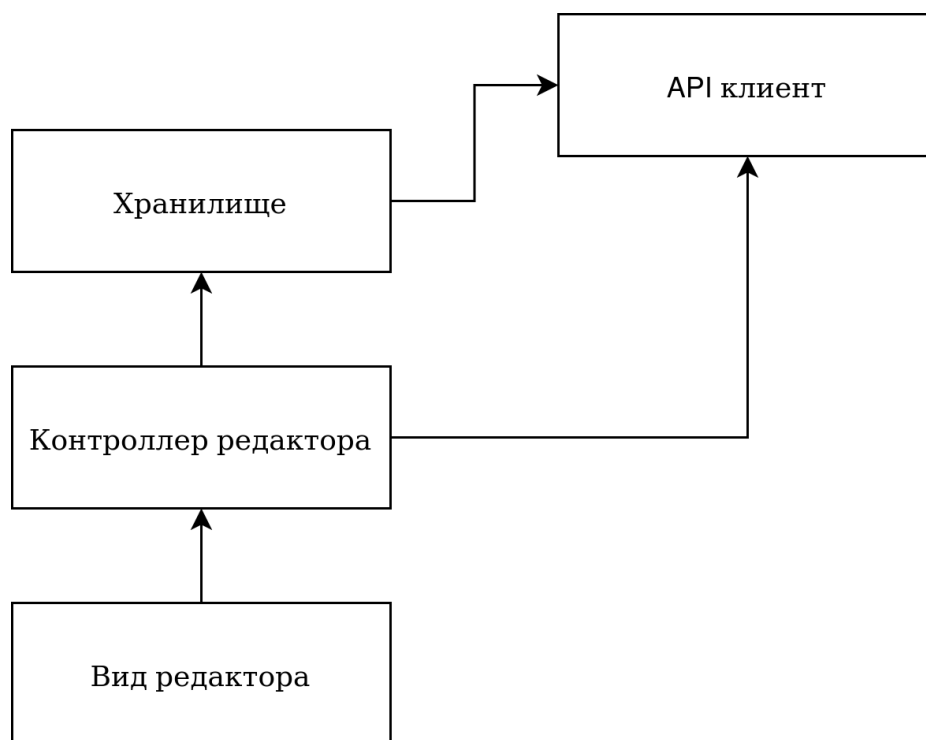 API клиент
Хранилище
Контроллер редактора
Вид редактора